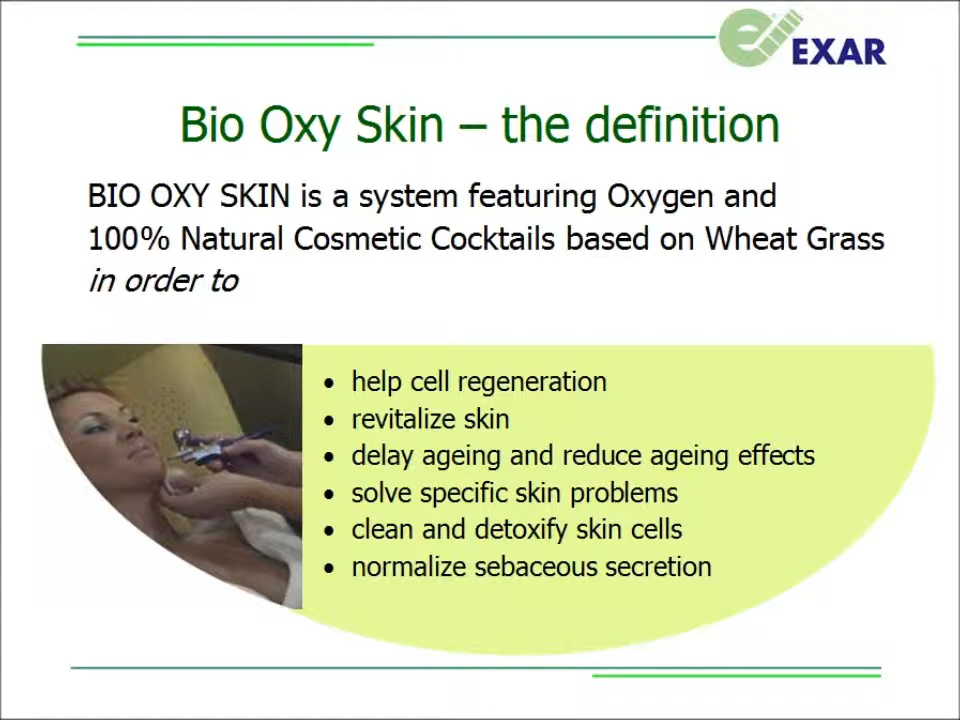 EXAR
Bio Oxy Skin – the definition
BIO OXY SKIN is a system featuring Oxygen and
100% Natural Cosmetic Cocktails based on Wheat Grass
in order to
• help cell regeneration
• revitalize skin
• delay ageing and reduce ageing effects
• solve specific skin problems
• clean and detoxify skin cells
• normalize sebaceous secretion